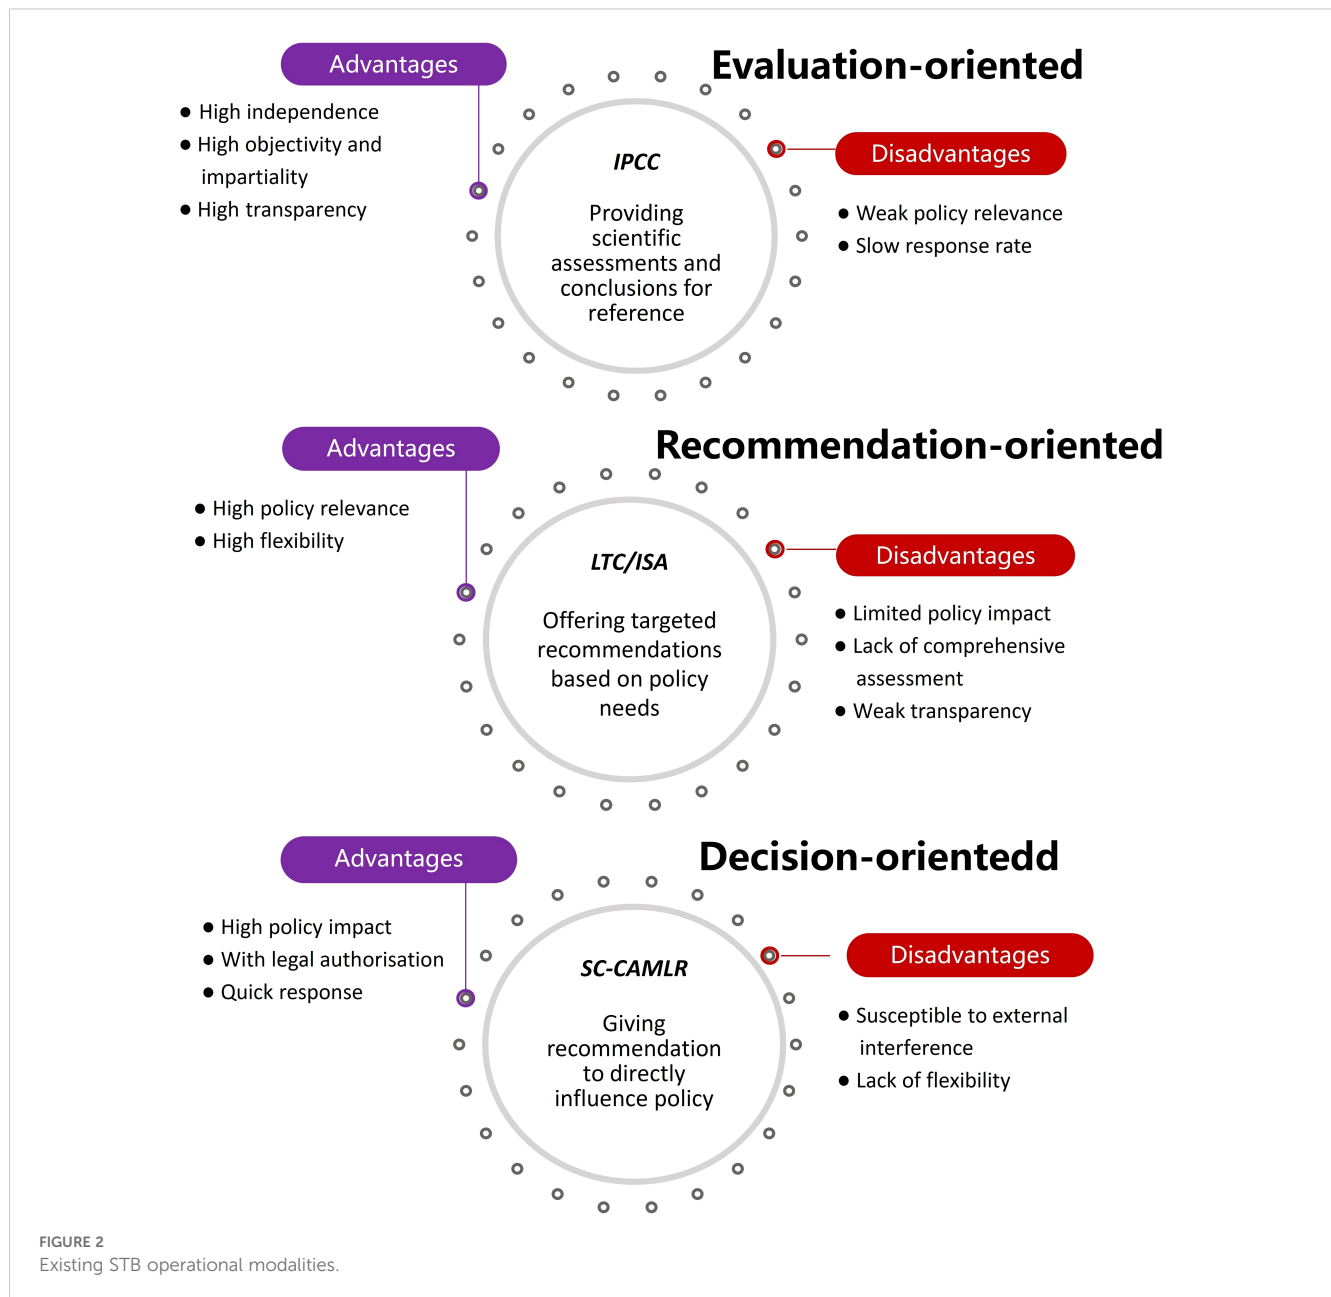 Evaluation-oriented
Advantages
● High independence
● High objectivity and
impartiality
● High transparency
IPCC
Providing
scientific
assessments and
conclusions for
reference
Disadvantages
● Weak policy relevance
● Slow response rate
Recommendation-oriented
Advantages
● High policy relevance
● High flexibility
LTC/ISA
Offering targeted
recommendations
based on policy
needs
Disadvantages
● Limited policy impact
● Lack of comprehensive
assessment
● Weak transparency
Decision-orientedd
Advantages
● High policy impact
● With legal authorisation
● Quick response
SC-CAMLR
Giving
recommendation
to directly
influence policy
Disadvantages
● Susceptible to external
interference
● Lack of flexibility
FIGURE 2
Existing STB operational modalities.